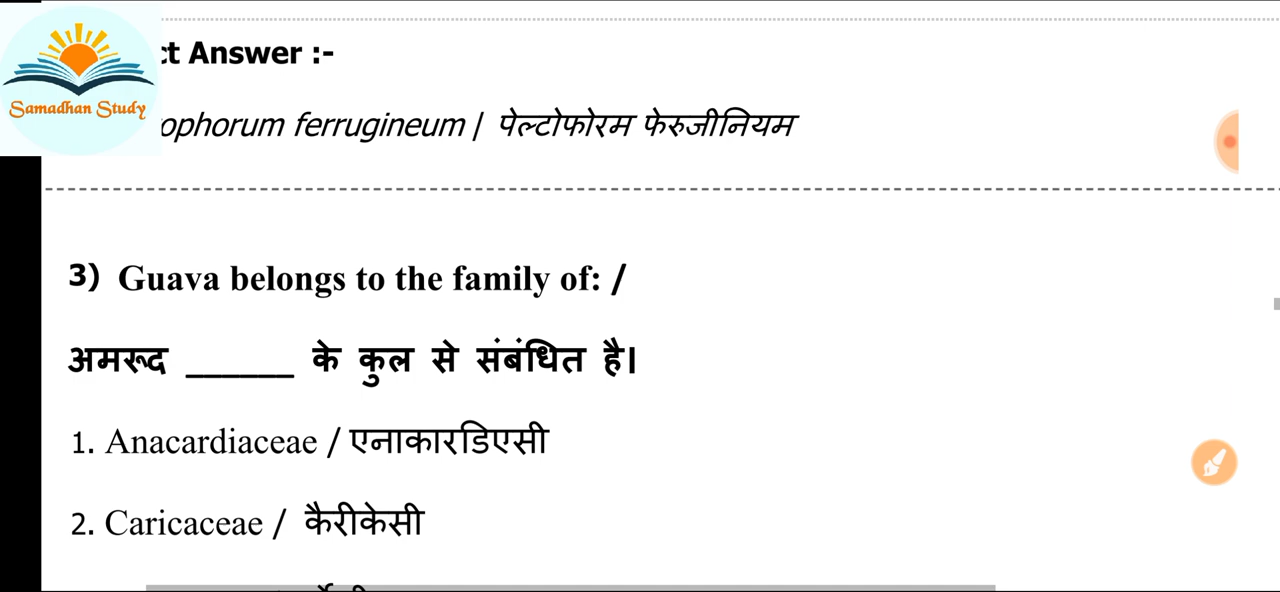 Samadhan Study
Answer :-
ferrugineum / पेल्टोफोरम फेरुजीनियम
3) Guava belongs to the family of: /
अमरूद ______ के कुल से संबंधित है।
1. Anacardiaceae / एनाकारडिएसी
2. Caricaceae / कैरीकेसी